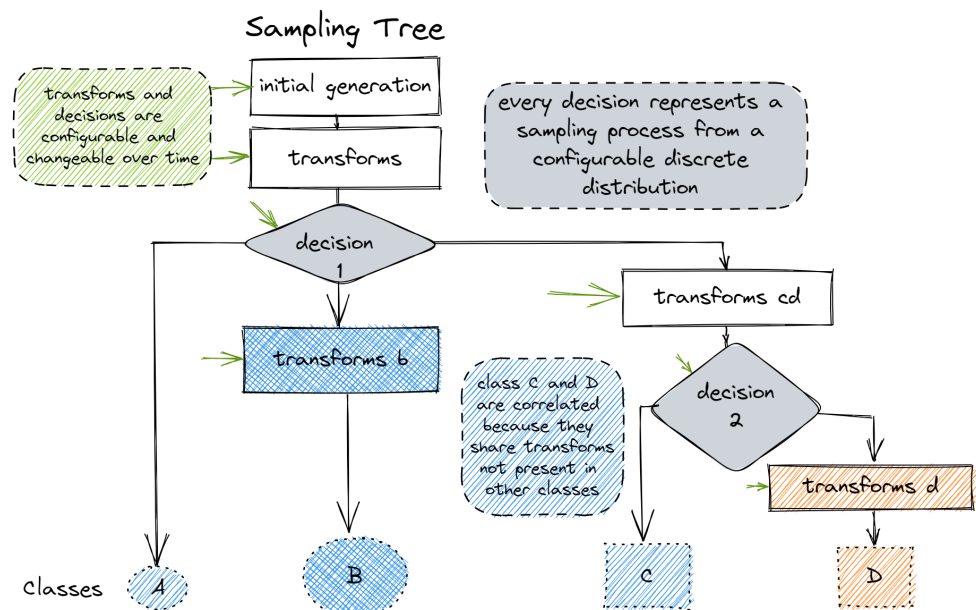 Sampling Tree
initial generation
transforms and
decisions are
configurable and
changeable over time
transforms
every decision represents a
sampling process from a
configurable discrete
distribution
decision
1
transforms cd
transforms b
class C and D
are correlated
because they
share transforms
not present in
other classes
decision
2
transforms d
Classes
A
B
C
D